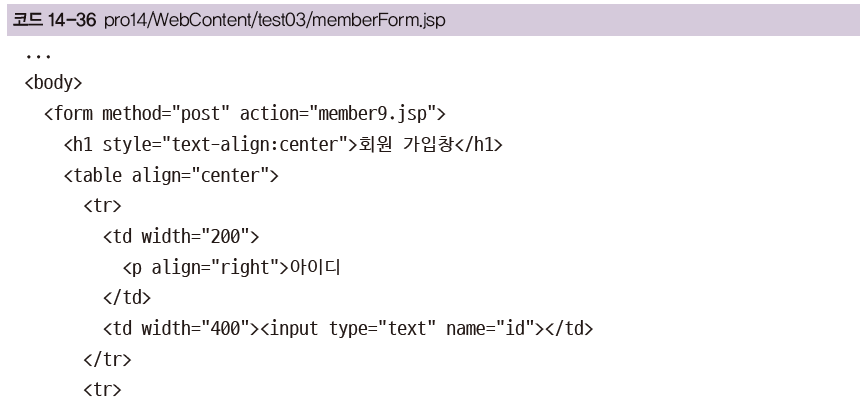 코드 14-36 pro14/WebContent/test03/memberForm.jsp
...
<body>
<form method="post" action="member9.jsp">
<h1 style="text-align:center">회원 가입창</h1>
<table align="center">
<tr>
<td width="200">
<p align="right">아이디
</td>
<td width="400"><input type="text" name="id"></td>
</tr>
<tr>